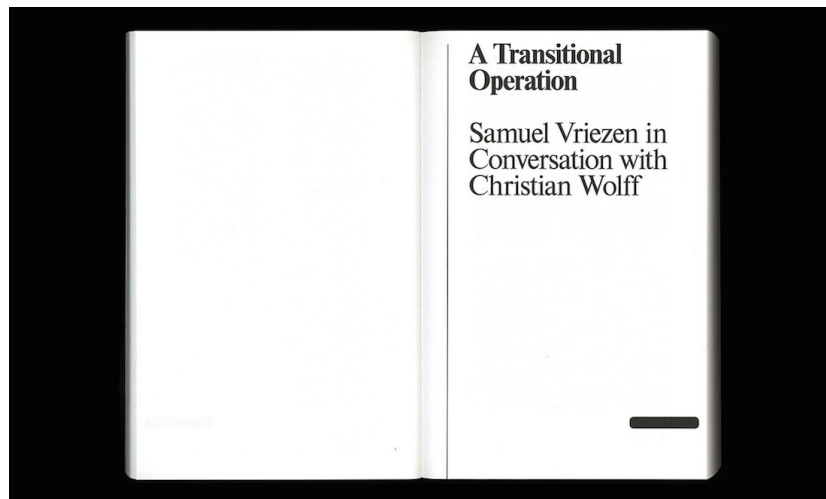 A Transitional
Operation
Samuel Vriezen in
Conversation with
Christian Wolff